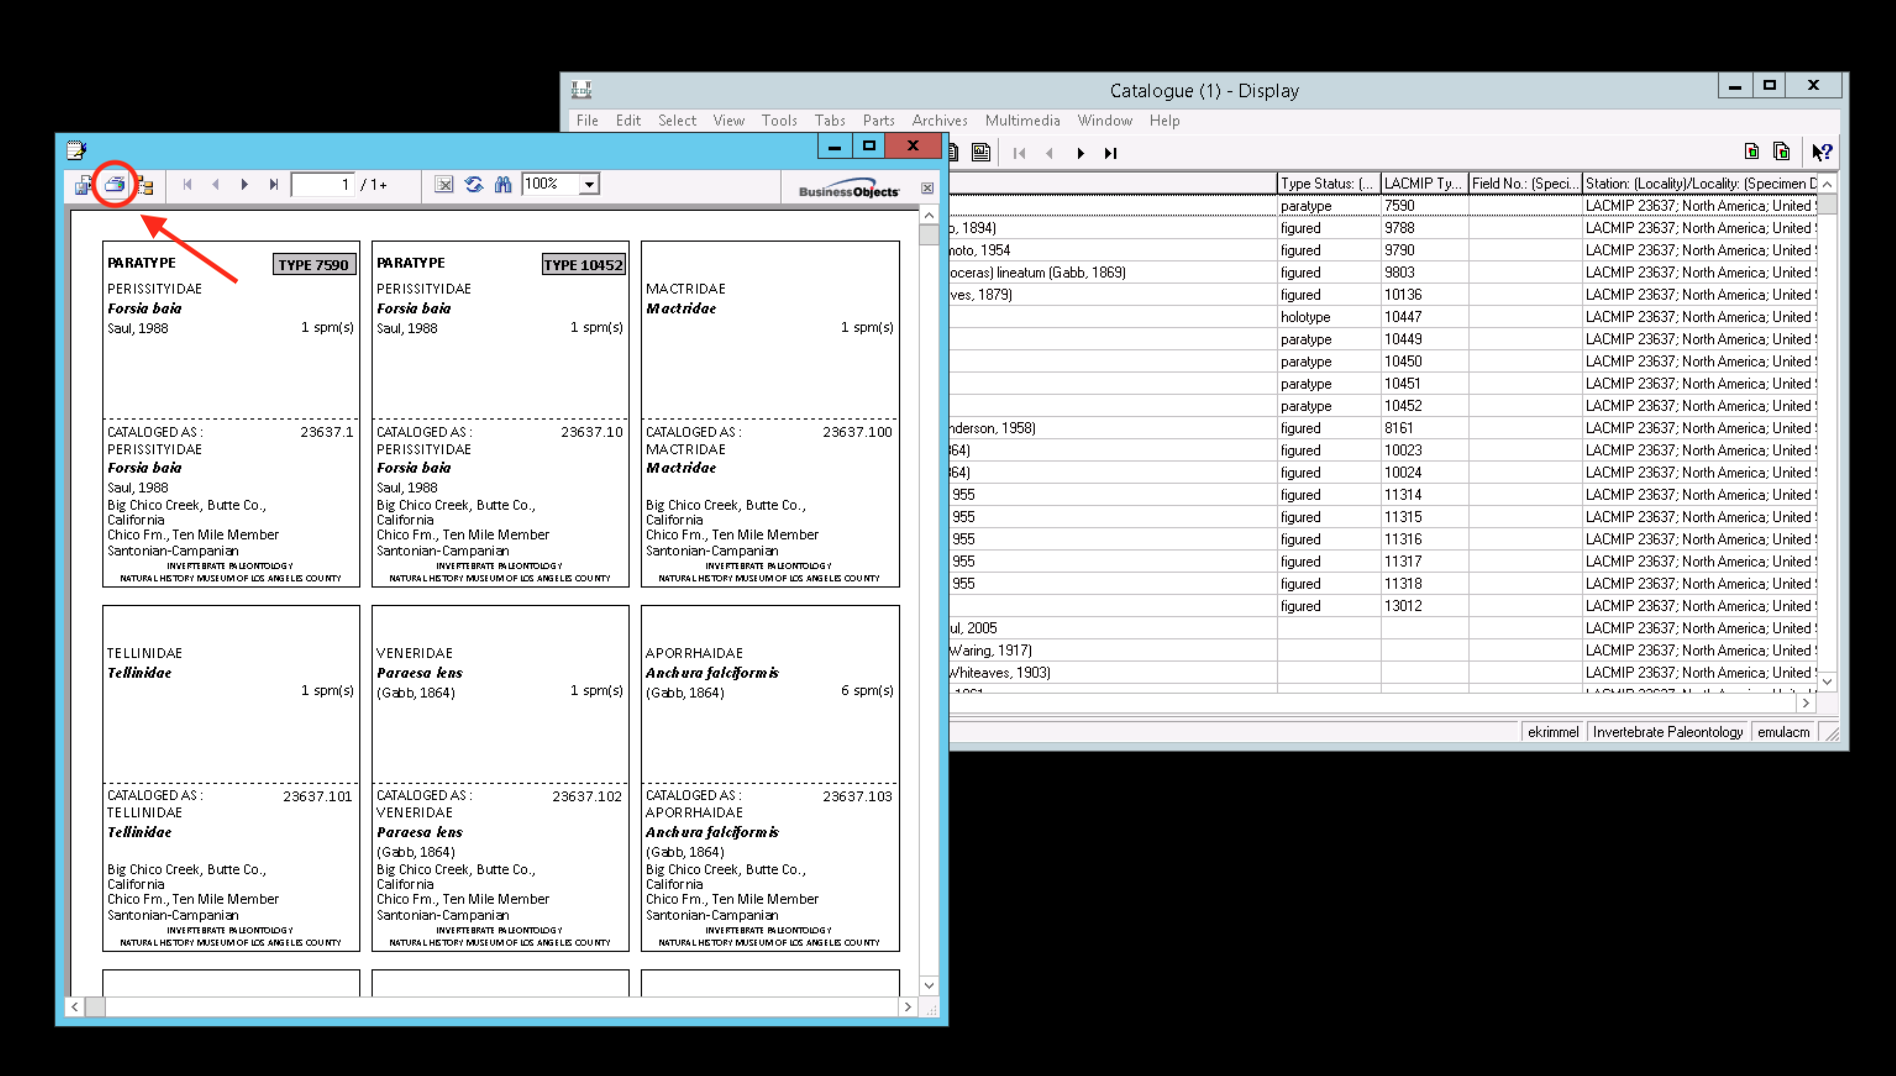 Catalogue (1) - Display
File Edit Select View Tools Tabs Parts Archives Multimedia Window Help
1 / 1+ 100% BusinessObjects
PARATYPE TYPE 7590
PERISSITYIDAE
Forsia baia
Saul, 1988 1 spm(s)
CATALOGED AS : 23637.1
PERISSITYIDAE
Forsia baia
Saul, 1988
Big Chico Creek, Butte Co.,
California
Chico Fm., Ten Mile Member
Santonian-Campanian
INVERTEBRATE PALEONTOLOGY
NATURAL HISTORY MUSEUM OF LOS ANGELES COUNTY
PARATYPE TYPE 10452
PERISSITYIDAE
Forsia baia
Saul, 1988 1 spm(s)
CATALOGED AS : 23637.10
PERISSITYIDAE
Forsia baia
Saul, 1988
Big Chico Creek, Butte Co.,
California
Chico Fm., Ten Mile Member
Santonian-Campanian
INVERTEBRATE PALEONTOLOGY
NATURAL HISTORY MUSEUM OF LOS ANGELES COUNTY
MACTRIDAE
Mactridae
1 spm(s)
CATALOGED AS : 23637.100
MACTRIDAE
Mactridae
Big Chico Creek, Butte Co.,
California
Chico Fm., Ten Mile Member
Santonian-Campanian
INVERTEBRATE PALEONTOLOGY
NATURAL HISTORY MUSEUM OF LOS ANGELES COUNTY
TELLINIDAE
Tellinidae
1 spm(s)
CATALOGED AS : 23637.101
TELLINIDAE
Tellinidae
Big Chico Creek, Butte Co.,
California
Chico Fm., Ten Mile Member
Santonian-Campanian
INVERTEBRATE PALEONTOLOGY
NATURAL HISTORY MUSEUM OF LOS ANGELES COUNTY
VENERIDAE
Paraesa lens
(Gabb, 1864) 1 spm(s)
CATALOGED AS : 23637.102
VENERIDAE
Paraesa lens
(Gabb, 1864)
Big Chico Creek, Butte Co.,
California
Chico Fm., Ten Mile Member
Santonian-Campanian
INVERTEBRATE PALEONTOLOGY
NATURAL HISTORY MUSEUM OF LOS ANGELES COUNTY
APORRHAIDAE
Anchura falciformis
(Gabb, 1864) 6 spm(s)
CATALOGED AS : 23637.103
APORRHAIDAE
Anchura falciformis
(Gabb, 1864)
Big Chico Creek, Butte Co.,
California
Chico Fm., Ten Mile Member
Santonian-Campanian
INVERTEBRATE PALEONTOLOGY
NATURAL HISTORY MUSEUM OF LOS ANGELES COUNTY
Type Status: (... LACMIP Ty... Field No.: (Speci... Station: (Locality)/Locality: (Specimen D
paratype 7590 LACMIP 23637; North America; United
, 1894) figured 9788 LACMIP 23637; North America; United
moto, 1954 figured 9790 LACMIP 23637; North America; United
oceras) lineatum (Gabb, 1869) figured 9803 LACMIP 23637; North America; United
ves, 1879) figured 10136 LACMIP 23637; North America; United
holotype 10447 LACMIP 23637; North America; United
paratype 10449 LACMIP 23637; North America; United
paratype 10450 LACMIP 23637; North America; United
paratype 10451 LACMIP 23637; North America; United
paratype 10452 LACMIP 23637; North America; United
nderson, 1958) figured 8161 LACMIP 23637; North America; United
364) figured 10023 LACMIP 23637; North America; United
364) figured 10024 LACMIP 23637; North America; United
955 figured 11314 LACMIP 23637; North America; United
955 figured 11315 LACMIP 23637; North America; United
955 figured 11316 LACMIP 23637; North America; United
955 figured 11317 LACMIP 23637; North America; United
955 figured 11318 LACMIP 23637; North America; United
figured 13012 LACMIP 23637; North America; United
ul, 2005 LACMIP 23637; North America; United
Waring, 1917) LACMIP 23637; North America; United
Whiteaves, 1903) LACMIP 23637; North America; United
ekrimmel Invertebrate Paleontology emulacm